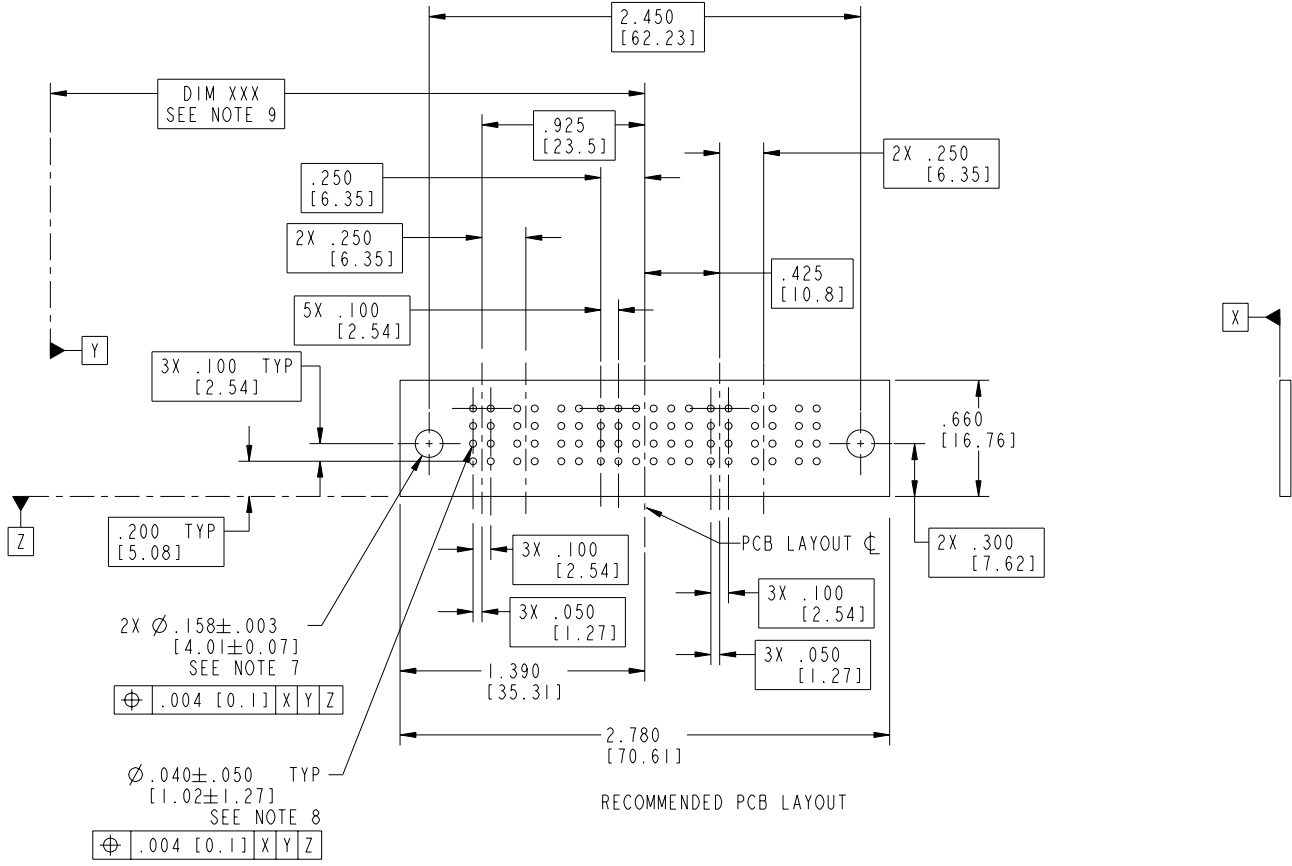 2.450
[62.23]
DIM XXX
SEE NOTE 9
.925
[23.5]
2X .250
[6.35]
.250
[6.35]
2X .250
[6.35]
.425
[10.8]
5X .100
[2.54]
X
Y
3X .100 TYP
[2.54]
.660
[16.76]
Z
.200 TYP
[5.08]
PCB LAYOUT ℄
2X .300
[7.62]
3X .100
[2.54]
3X .100
[2.54]
3X .050
[1.27]
2X Ø.158±.003
[4.01±0.07]
SEE NOTE 7
⌖ .004 [0.1] X Y Z
3X .050
[1.27]
1.390
[35.31]
2.780
[70.61]
Ø.040±.050 TYP
[1.02±1.27]
SEE NOTE 8
⌖ .004 [0.1] X Y Z
RECOMMENDED PCB LAYOUT